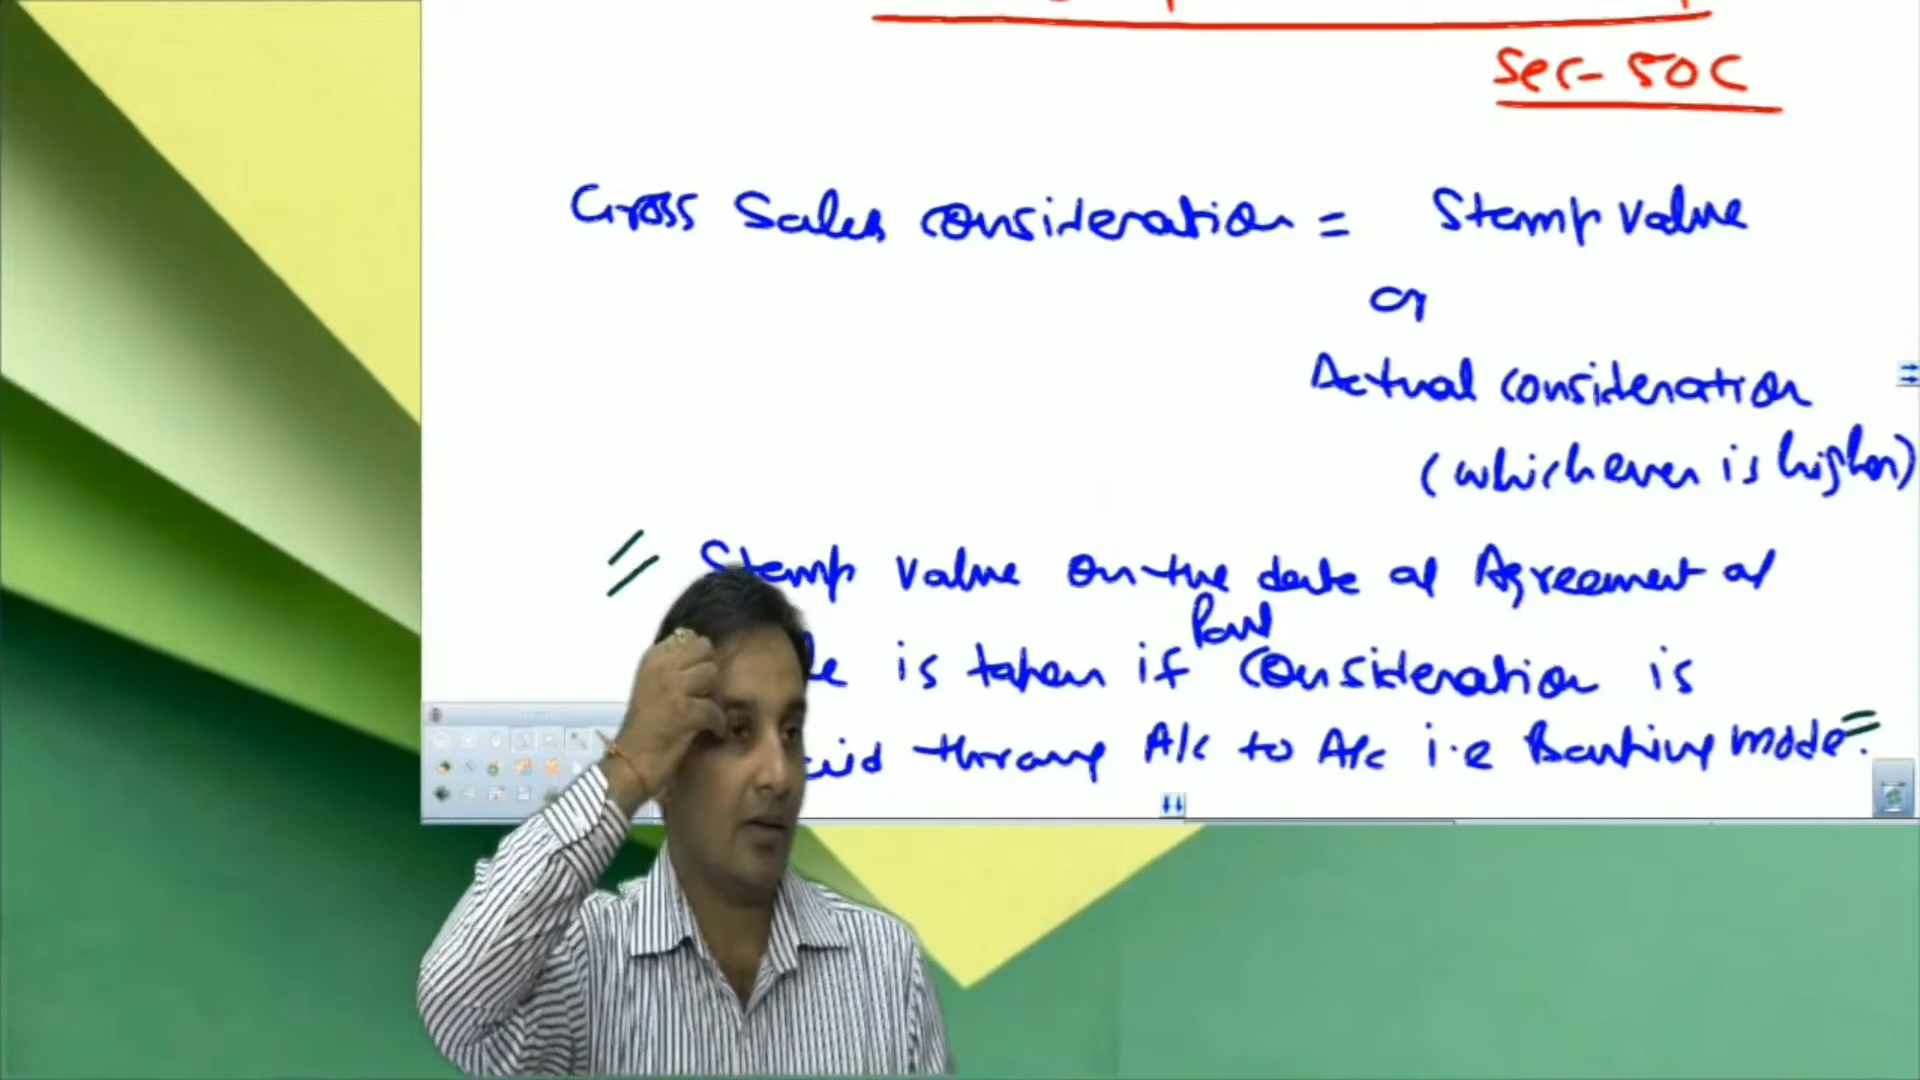 Sec- 50C
Gross Sales consideration = Stamp Value
or
Actual consideration
(whichever is higher)
Stamp Value on the date of Agreement of
Part
is taken if consideration is
through A/c to A/c i.e Banking mode.